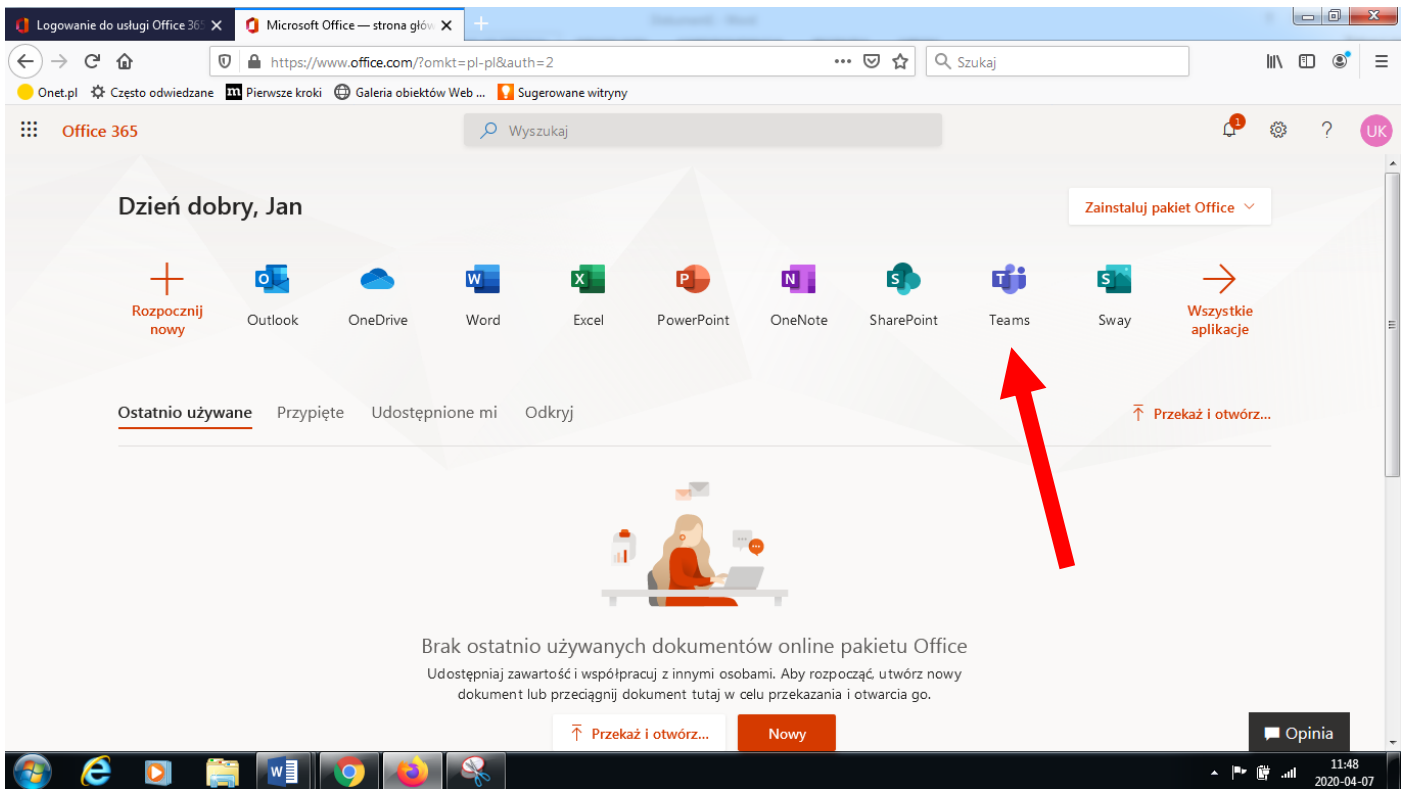 Logowanie do usługi Office 365
Microsoft Office — strona głów
https://www.office.com/?omkt=pl-pl&auth=2
Szukaj
Onet.pl
Często odwiedzane
Pierwsze kroki
Galeria obiektów Web ...
Sugerowane witryny
Office 365
Wyszukaj
1
?
UK
Dzień dobry, Jan
Zainstaluj pakiet Office
Rozpocznij
nowy
Outlook
OneDrive
Word
Excel
PowerPoint
OneNote
SharePoint
Teams
Sway
Wszystkie
aplikacje
Ostatnio używane
Przypięte
Udostępnione mi
Odkryj
Przekaż i otwórz...
Brak ostatnio używanych dokumentów online pakietu Office
Udostępniaj zawartość i współpracuj z innymi osobami. Aby rozpocząć, utwórz nowy
dokument lub przeciągnij dokument tutaj w celu przekazania i otwarcia go.
Przekaż i otwórz...
Nowy
Opinia
11:48
2020-04-07